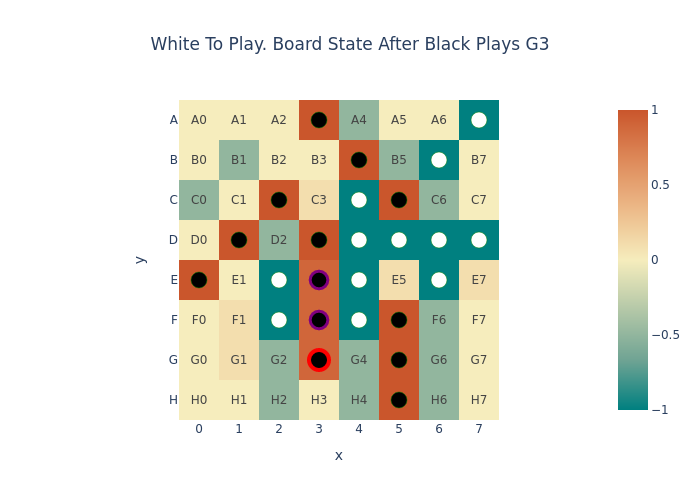 White To Play. Board State After Black Plays G3
A A0 A1 A2 A4 A5 A6
B B0 B1 B2 B3 B5 B7
C C0 C1 C3 C6 C7
D D0 D2
E E1 E5 E7
F F0 F1 F6 F7
G G0 G1 G2 G4 G6 G7
H H0 H1 H2 H3 H4 H6 H7
0 1 2 3 4 5 6 7
x
y
1
0.5
0
−0.5
−1